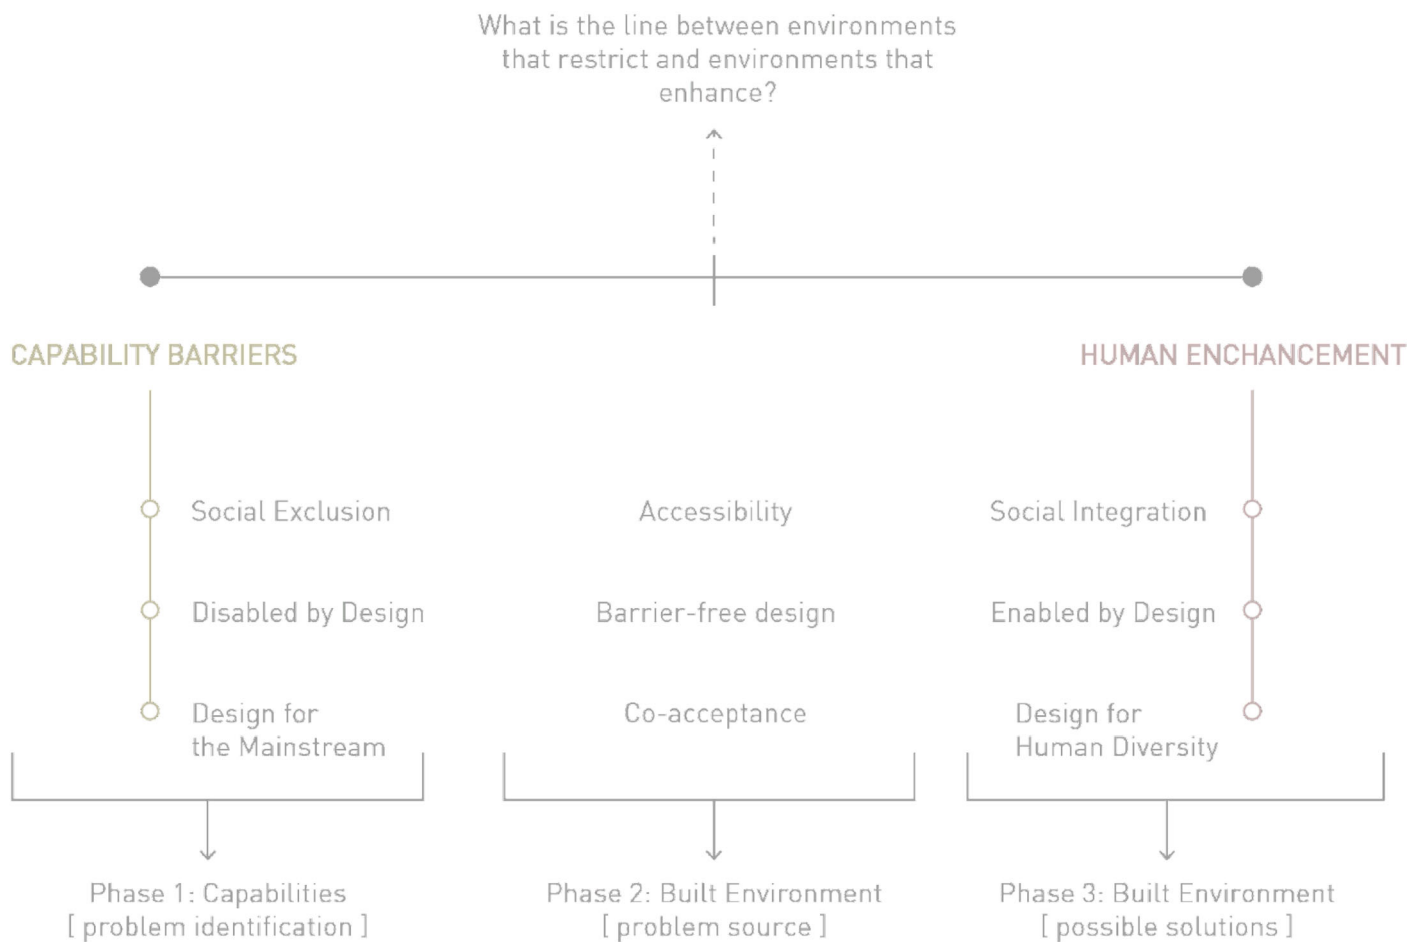 What is the line between environments
that restrict and environments that
enhance?
CAPABILITY BARRIERS
HUMAN ENCHANCEMENT
Social Exclusion
Accessibility
Social Integration
Disabled by Design
Barrier-free design
Enabled by Design
Design for
the Mainstream
Co-acceptance
Design for
Human Diversity
Phase 1: Capabilities
[ problem identification ]
Phase 2: Built Environment
[ problem source ]
Phase 3: Built Environment
[ possible solutions ]